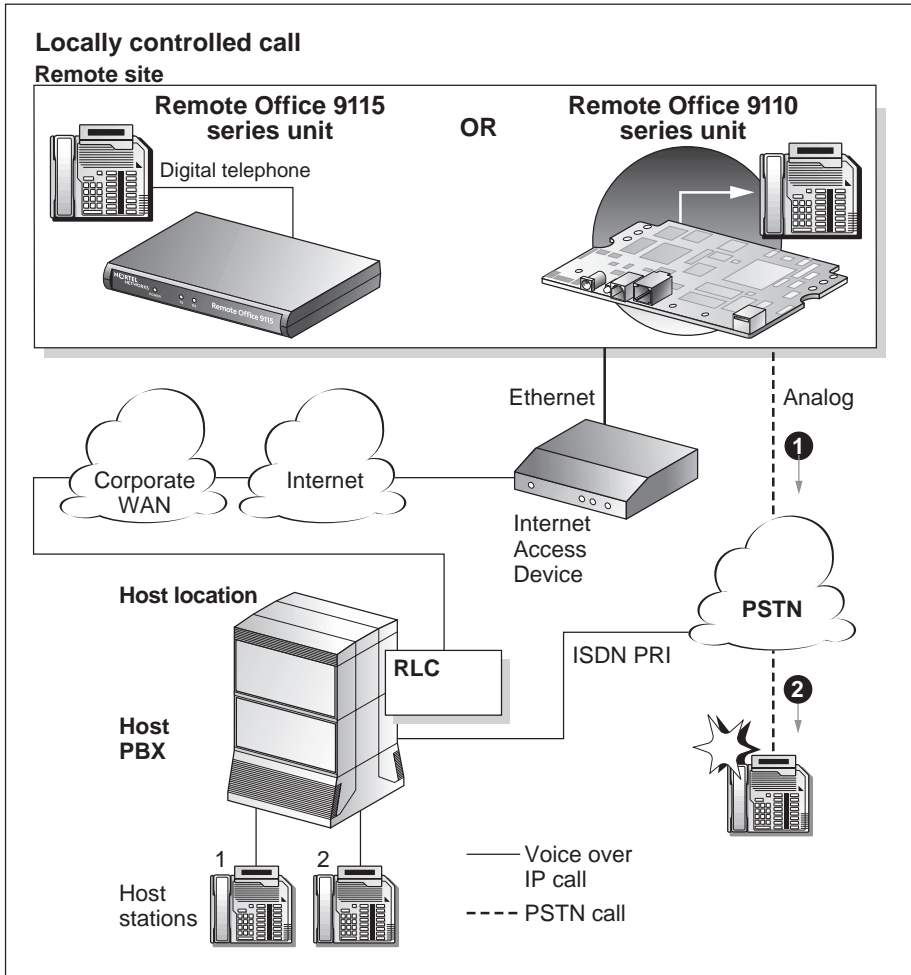 Locally controlled call
Remote site
Remote Office 9115
series unit
OR
Remote Office 9110
series unit
Digital telephone
NORTEL
NETWORKS
POWER
Remote Office 9115
Ethernet
Analog
1
Corporate
WAN
Internet
Internet
Access
Device
PSTN
Host location
RLC
ISDN PRI
2
Host
PBX
1
2
Host
stations
Voice over
IP call
PSTN call